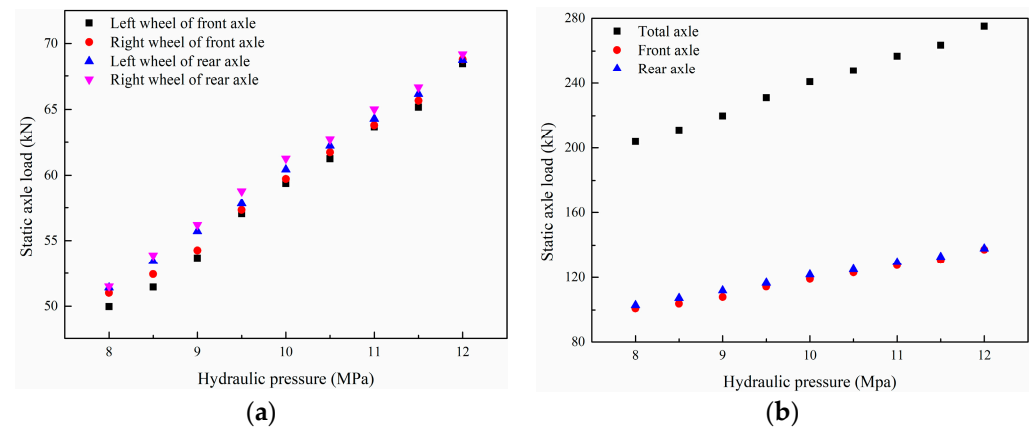 Left wheel of front axle
Right wheel of front axle
Left wheel of rear axle
Right wheel of rear axle
70
65
60
55
50
Static axle load (kN)
8
9
10
11
12
Hydraulic pressure (MPa)
(a)
Total axle
Front axle
Rear axle
280
240
200
160
120
80
Static axle load (kN)
8
9
10
11
12
Hydraulic pressure (Mpa)
(b)